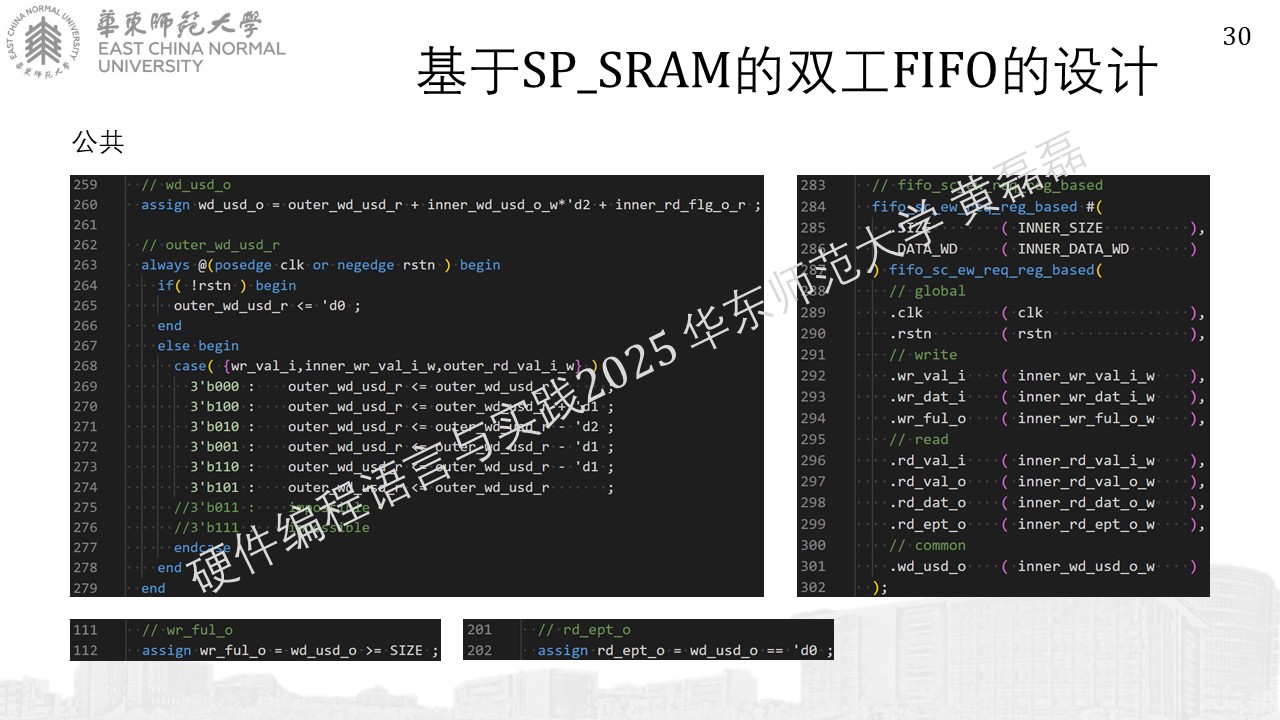 華東師範大學
EAST CHINA NORMAL
UNIVERSITY
30
基于SP_SRAM的双工FIFO的设计
公共
259 // wd_usd_o
260 assign wd_usd_o = outer_wd_usd_r + inner_wd_usd_o_w*'d2 + inner_rd_flg_o_r ;
261
262 // outer_wd_usd_r
263 always @(posedge clk or negedge rstn ) begin
264 if( !rstn ) begin
265 outer_wd_usd_r <= 'd0 ;
266 end
267 else begin
268 case( {wr_val_i,inner_wr_val_i_w,outer_rd_val_i_w} )
269 3'b000 : outer_wd_usd_r <= outer_wd_usd_r ;
270 3'b100 : outer_wd_usd_r <= outer_wd_usd_r + 'd1 ;
271 3'b010 : outer_wd_usd_r <= outer_wd_usd_r - 'd2 ;
272 3'b001 : outer_wd_usd_r <= outer_wd_usd_r - 'd1 ;
273 3'b110 : outer_wd_usd_r <= outer_wd_usd_r - 'd1 ;
274 3'b101 : outer_wd_usd_r <= outer_wd_usd_r ;
275 //3'b011 : impossible
276 //3'b111 : impossible
277 endcase
278 end
279 end
283 // fifo_sc_ew_req_reg_based
284 fifo_sc_ew_req_reg_based #(
285 .SIZE ( INNER_SIZE ),
286 .DATA_WD ( INNER_DATA_WD )
287 ) fifo_sc_ew_req_reg_based(
288 // global
289 .clk ( clk ),
290 .rstn ( rstn ),
291 // write
292 .wr_val_i ( inner_wr_val_i_w ),
293 .wr_dat_i ( inner_wr_dat_i_w ),
294 .wr_ful_o ( inner_wr_ful_o_w ),
295 // read
296 .rd_val_i ( inner_rd_val_i_w ),
297 .rd_val_o ( inner_rd_val_o_w ),
298 .rd_dat_o ( inner_rd_dat_o_w ),
299 .rd_ept_o ( inner_rd_ept_o_w ),
300 // common
301 .wd_usd_o ( inner_wd_usd_o_w )
302 );
111 // wr_ful_o
112 assign wr_ful_o = wd_usd_o >= SIZE ;
201 // rd_ept_o
202 assign rd_ept_o = wd_usd_o == 'd0 ;
硬件编程语言与实践2025 华东师范大学 黄磊磊